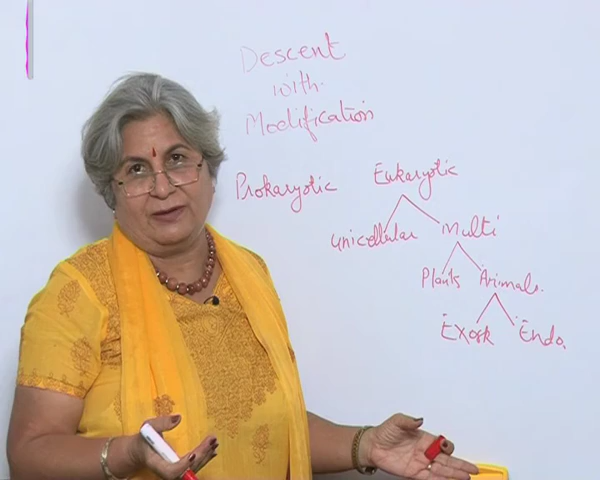 Descent
with
Modification
Prokaryotic Eukaryotic
Unicellular Multi
Plants Animals.
Exosk Endo.